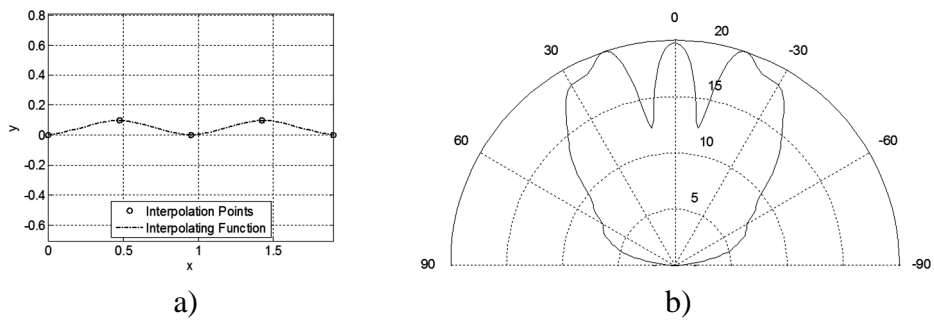 0.8
0.6
0.4
0.2
0
-0.2
-0.4
-0.6
y
0 0.5 1 1.5
x
Interpolation Points
Interpolating Function
a)
0
30 20 -30
15
60 10 -60
5
90 -90
b)